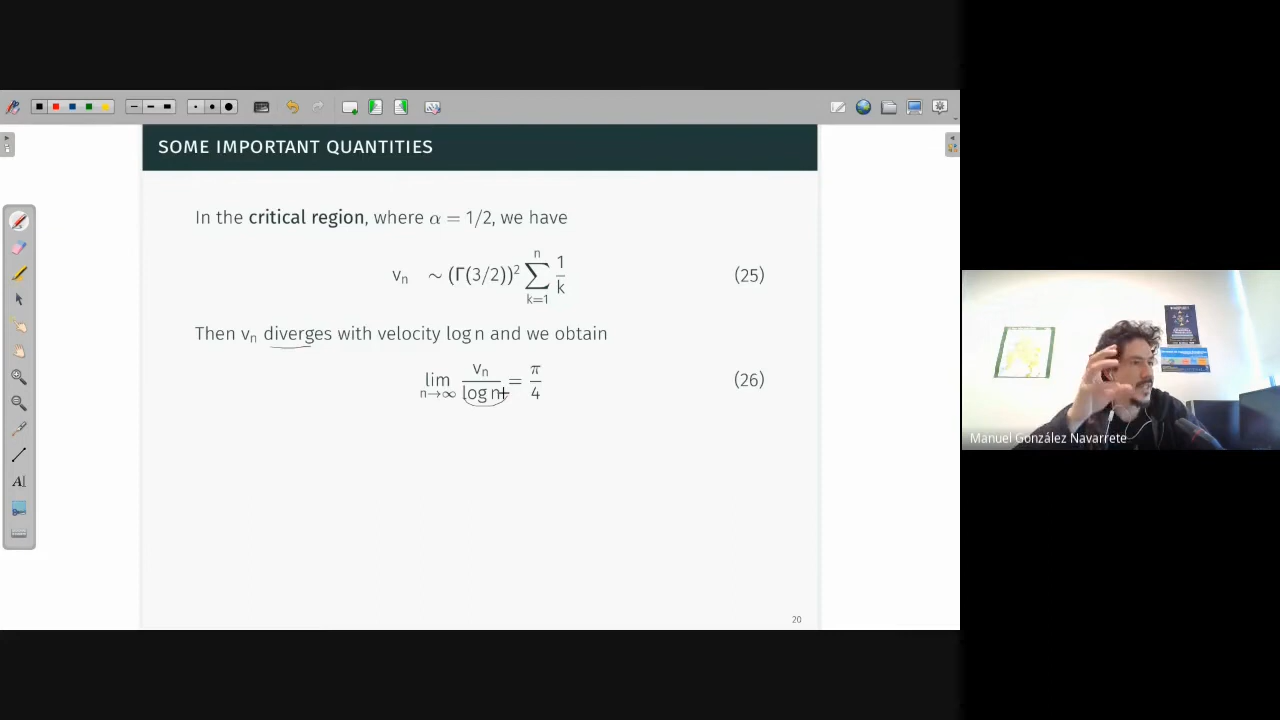 SOME IMPORTANT QUANTITIES
In the critical region, where α = 1/2, we have
vₙ ∼ (Γ(3/2))² ∑ₖ₌₁ⁿ 1/k (25)
Then vₙ diverges with velocity log n and we obtain
lim n→∞ vₙ/log n = π/4 (26)
20
Manuel González Navarrete
A